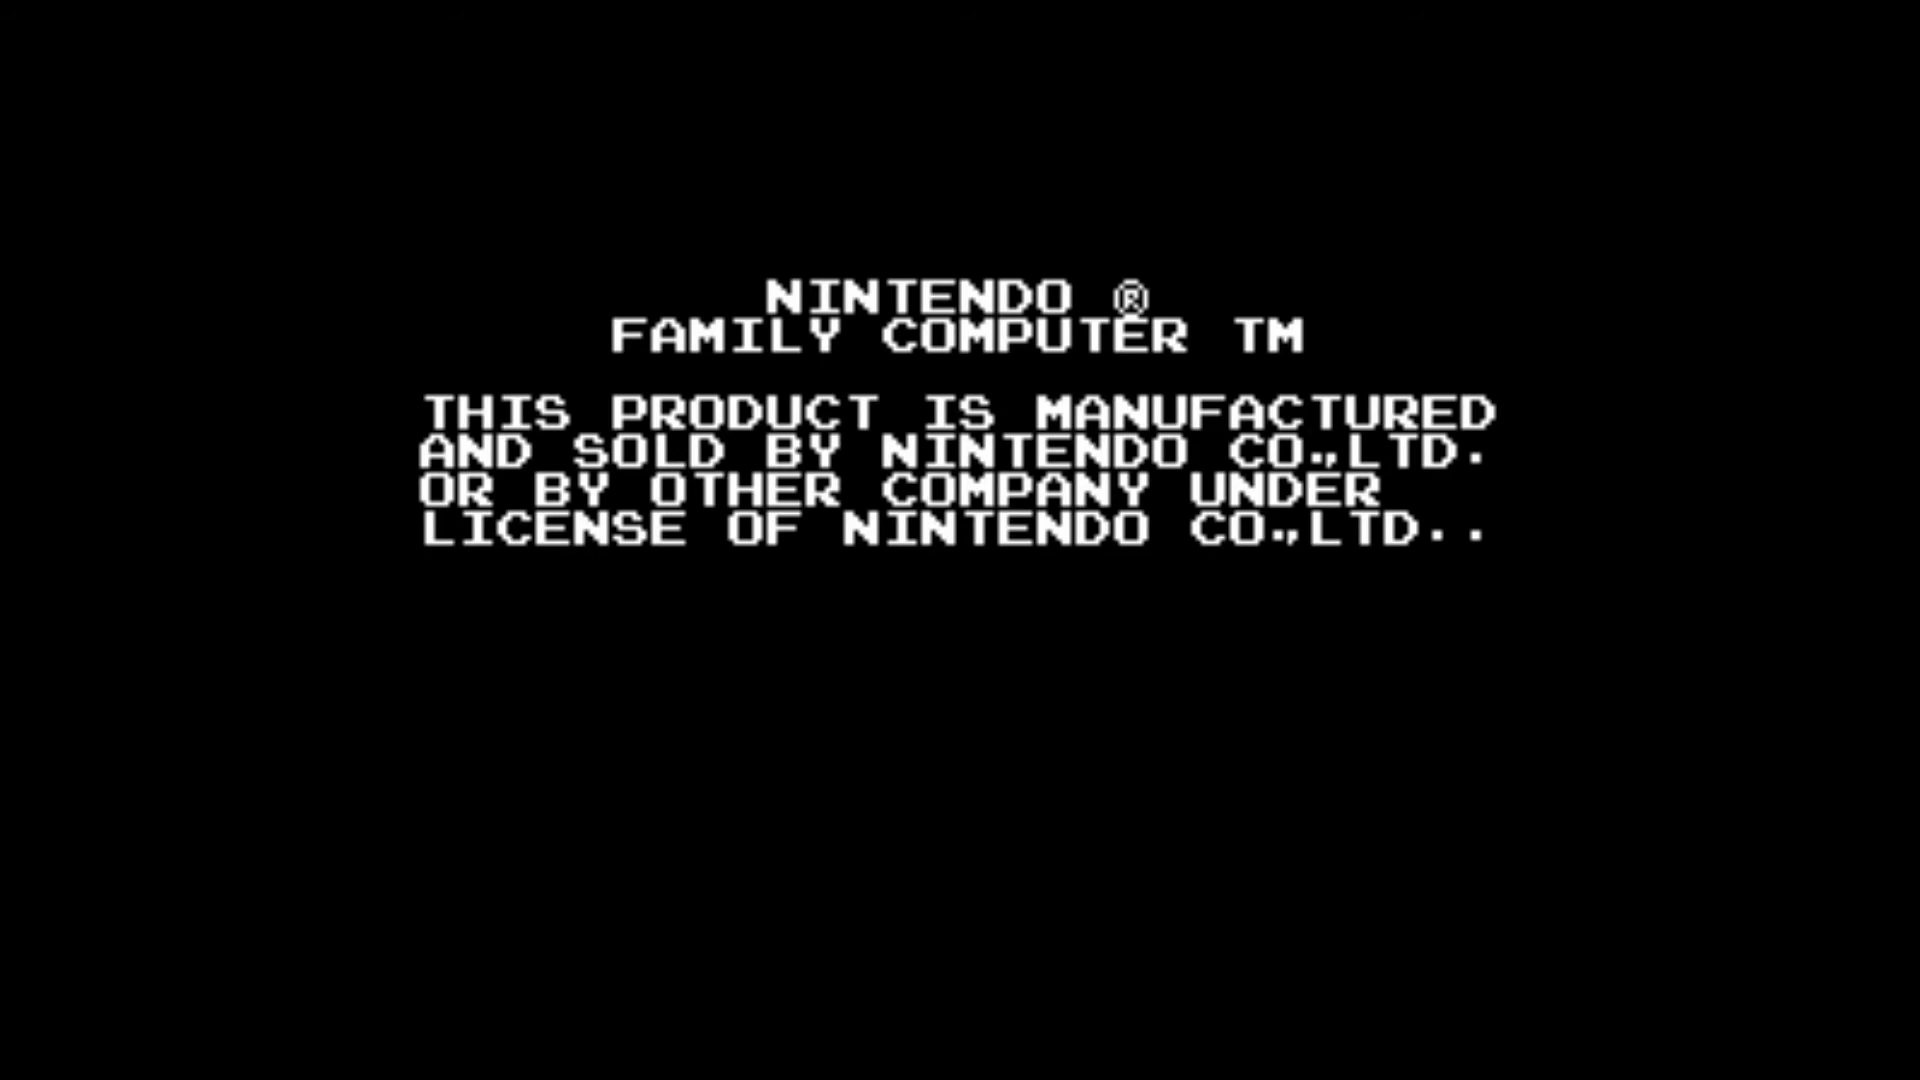 NINTENDO ®
FAMILY COMPUTER TM
THIS PRODUCT IS MANUFACTURED
AND SOLD BY NINTENDO CO.,LTD.
OR BY OTHER COMPANY UNDER
LICENSE OF NINTENDO CO.,LTD..